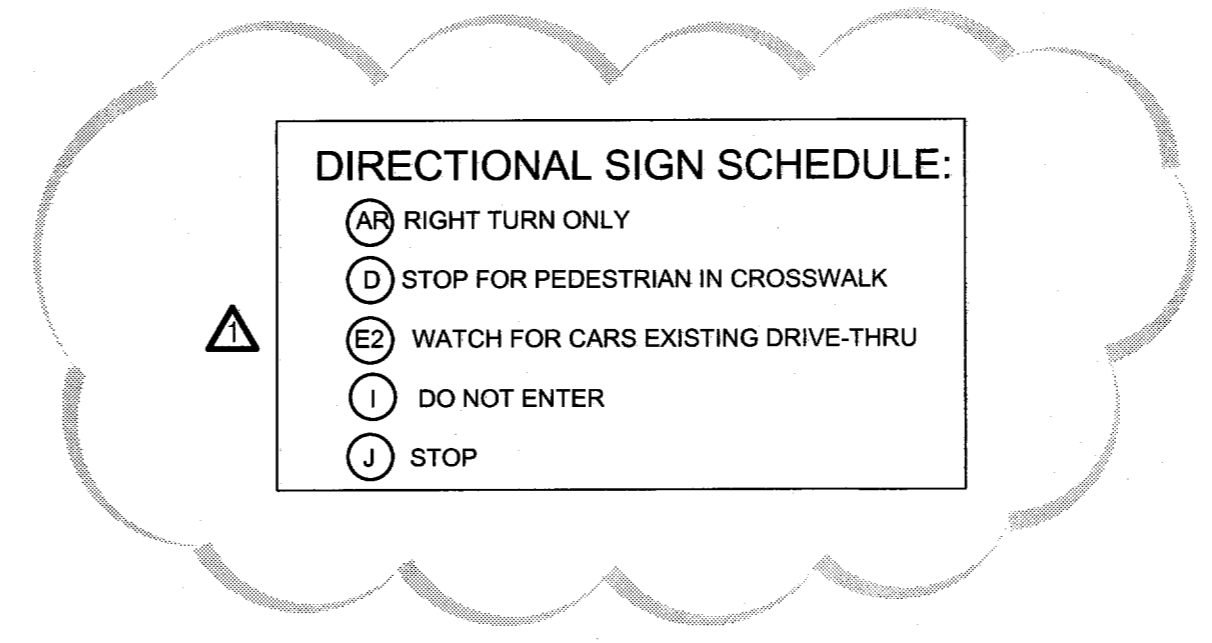 DIRECTIONAL SIGN SCHEDULE:
AR RIGHT TURN ONLY
D STOP FOR PEDESTRIAN IN CROSSWALK
1
E2 WATCH FOR CARS EXISTING DRIVE-THRU
I DO NOT ENTER
J STOP